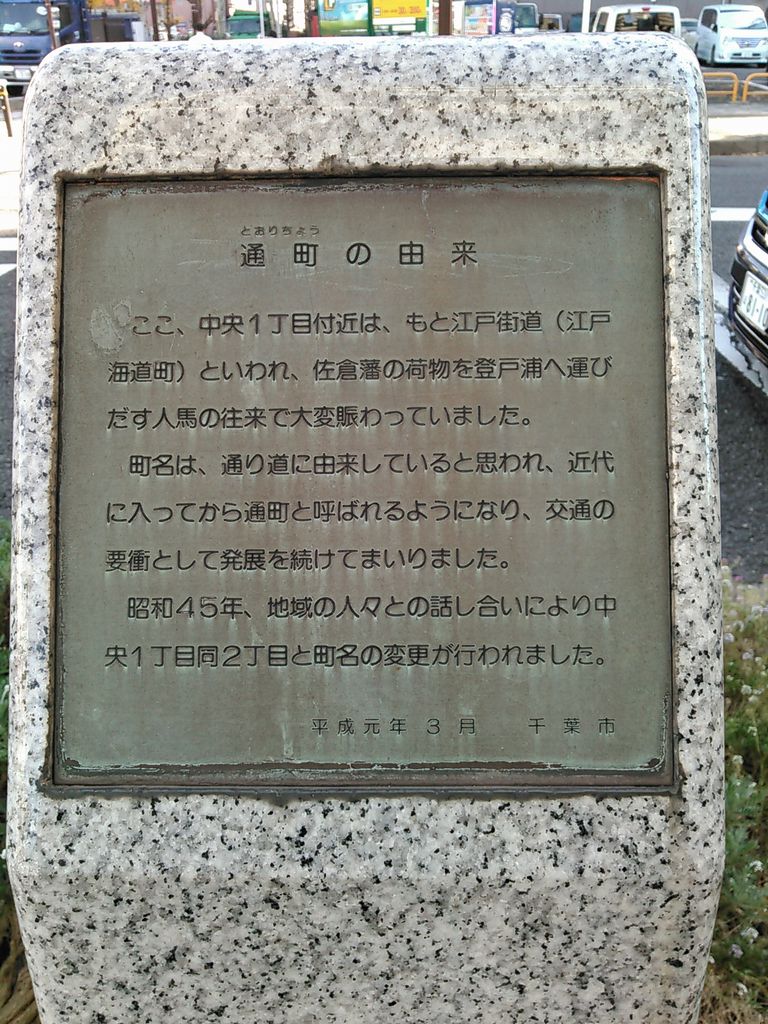 とおりちょう
通町の由来
ここ、中央1丁目付近は、もと江戸街道（江戸
海道町）といわれ、佐倉藩の荷物を登戸浦へ運び
だす人馬の往来で大変賑わっていました。
町名は、通り道に由来していると思われ、近代
に入ってから通町と呼ばれるようになり、交通の
要衝として発展を続けてまいりました。
昭和45年、地域の人々との話し合いにより中
央1丁目同2丁目と町名の変更が行われました。
平成元年3月　千葉市